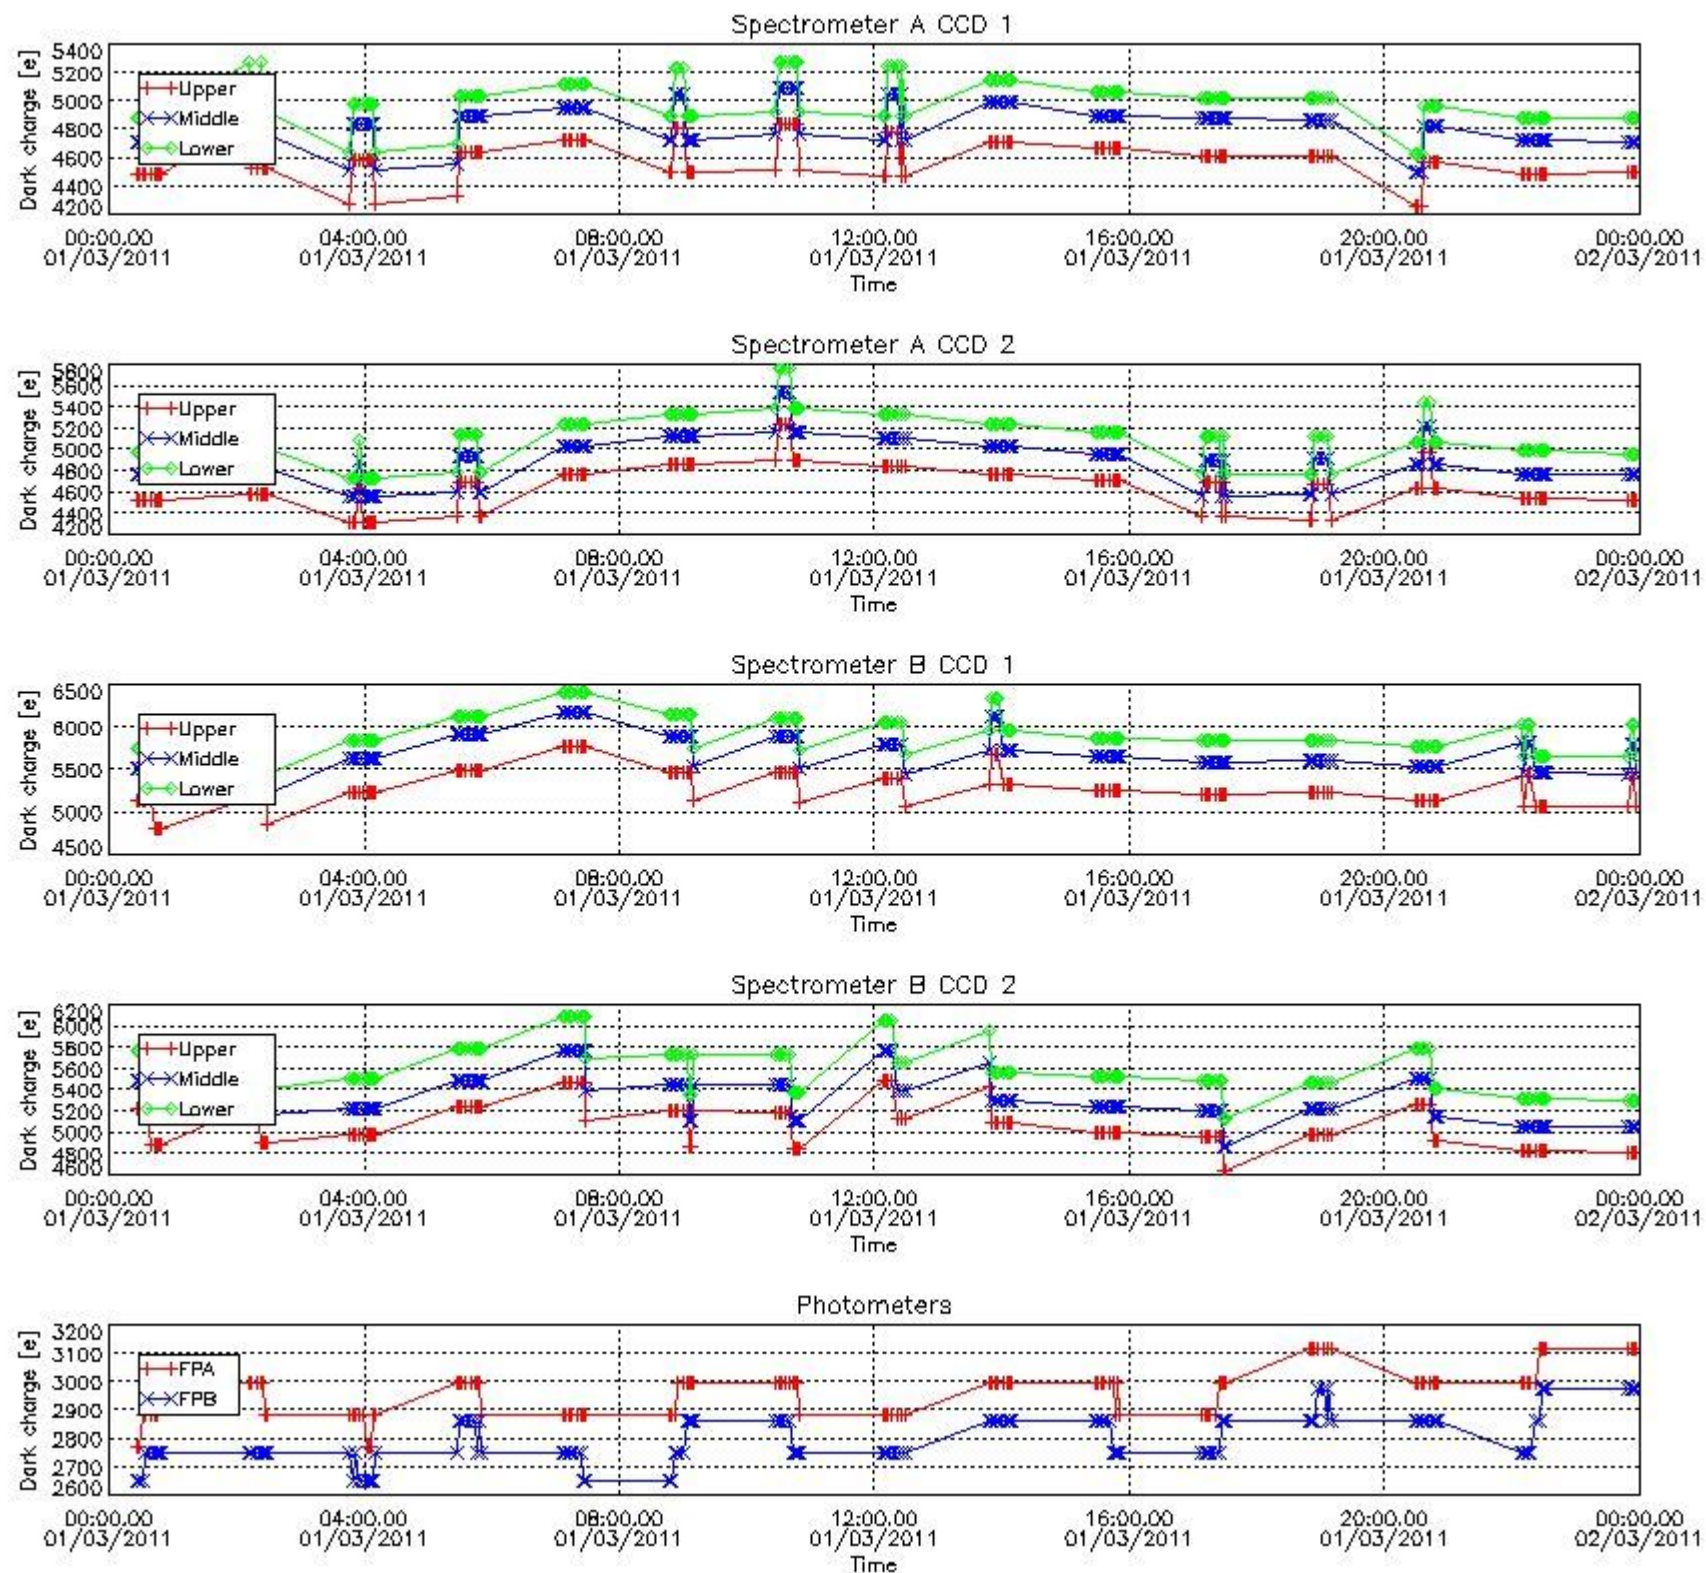 Spectrometer A CCD 1
Dark charge [e]
5400
5200
5000
4800
4600
4400
4200
Upper
Middle
Lower
00:00.00 04:00.00 08:00.00 12:00.00 16:00.00 20:00.00 00:00.00
01/03/2011 01/03/2011 01/03/2011 01/03/2011 01/03/2011 01/03/2011 02/03/2011
Time
Spectrometer A CCD 2
Dark charge [e]
5800
5600
5400
5200
5000
4800
4600
4400
4200
Upper
Middle
Lower
00:00.00 04:00.00 08:00.00 12:00.00 16:00.00 20:00.00 00:00.00
01/03/2011 01/03/2011 01/03/2011 01/03/2011 01/03/2011 01/03/2011 02/03/2011
Time
Spectrometer B CCD 1
Dark charge [e]
6500
6000
5500
5000
4500
Upper
Middle
Lower
00:00.00 04:00.00 08:00.00 12:00.00 16:00.00 20:00.00 00:00.00
01/03/2011 01/03/2011 01/03/2011 01/03/2011 01/03/2011 01/03/2011 02/03/2011
Time
Spectrometer B CCD 2
Dark charge [e]
6200
6000
5800
5600
5400
5200
5000
4800
4600
Upper
Middle
Lower
00:00.00 04:00.00 08:00.00 12:00.00 16:00.00 20:00.00 00:00.00
01/03/2011 01/03/2011 01/03/2011 01/03/2011 01/03/2011 01/03/2011 02/03/2011
Time
Photometers
Dark charge [e]
3200
3100
3000
2900
2800
2700
2600
FPA
FPB
00:00.00 04:00.00 08:00.00 12:00.00 16:00.00 20:00.00 00:00.00
01/03/2011 01/03/2011 01/03/2011 01/03/2011 01/03/2011 01/03/2011 02/03/2011
Time